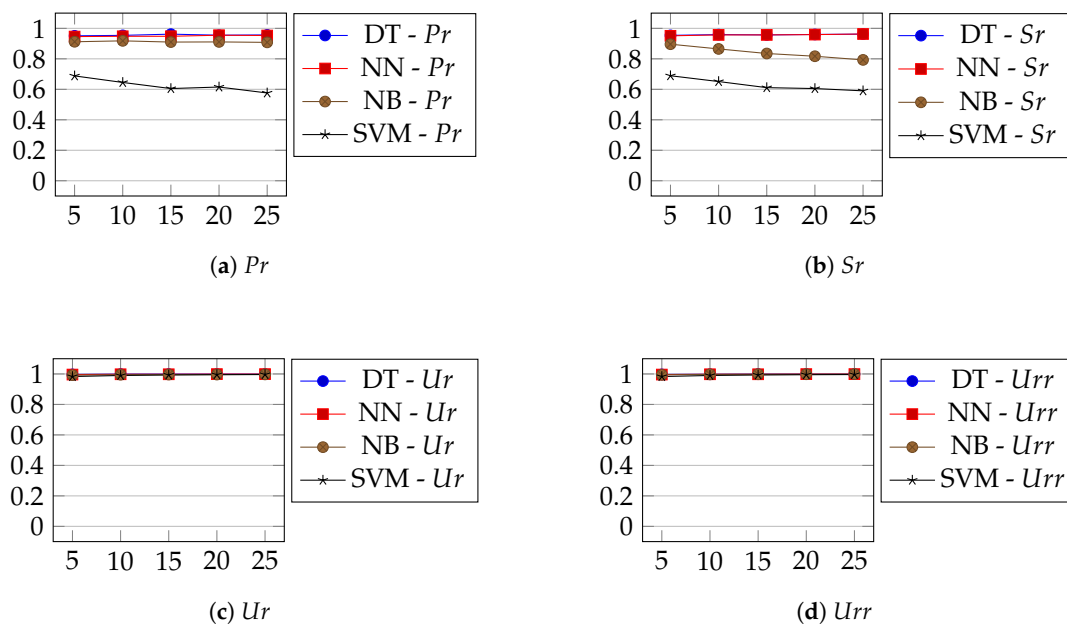 1
0.8
0.6
0.4
0.2
0
5 10 15 20 25
DT - Pr
NN - Pr
NB - Pr
SVM - Pr
(a) Pr
1
0.8
0.6
0.4
0.2
0
5 10 15 20 25
DT - Sr
NN - Sr
NB - Sr
SVM - Sr
(b) Sr
1
0.8
0.6
0.4
0.2
0
5 10 15 20 25
DT - Ur
NN - Ur
NB - Ur
SVM - Ur
(c) Ur
1
0.8
0.6
0.4
0.2
0
5 10 15 20 25
DT - Urr
NN - Urr
NB - Urr
SVM - Urr
(d) Urr